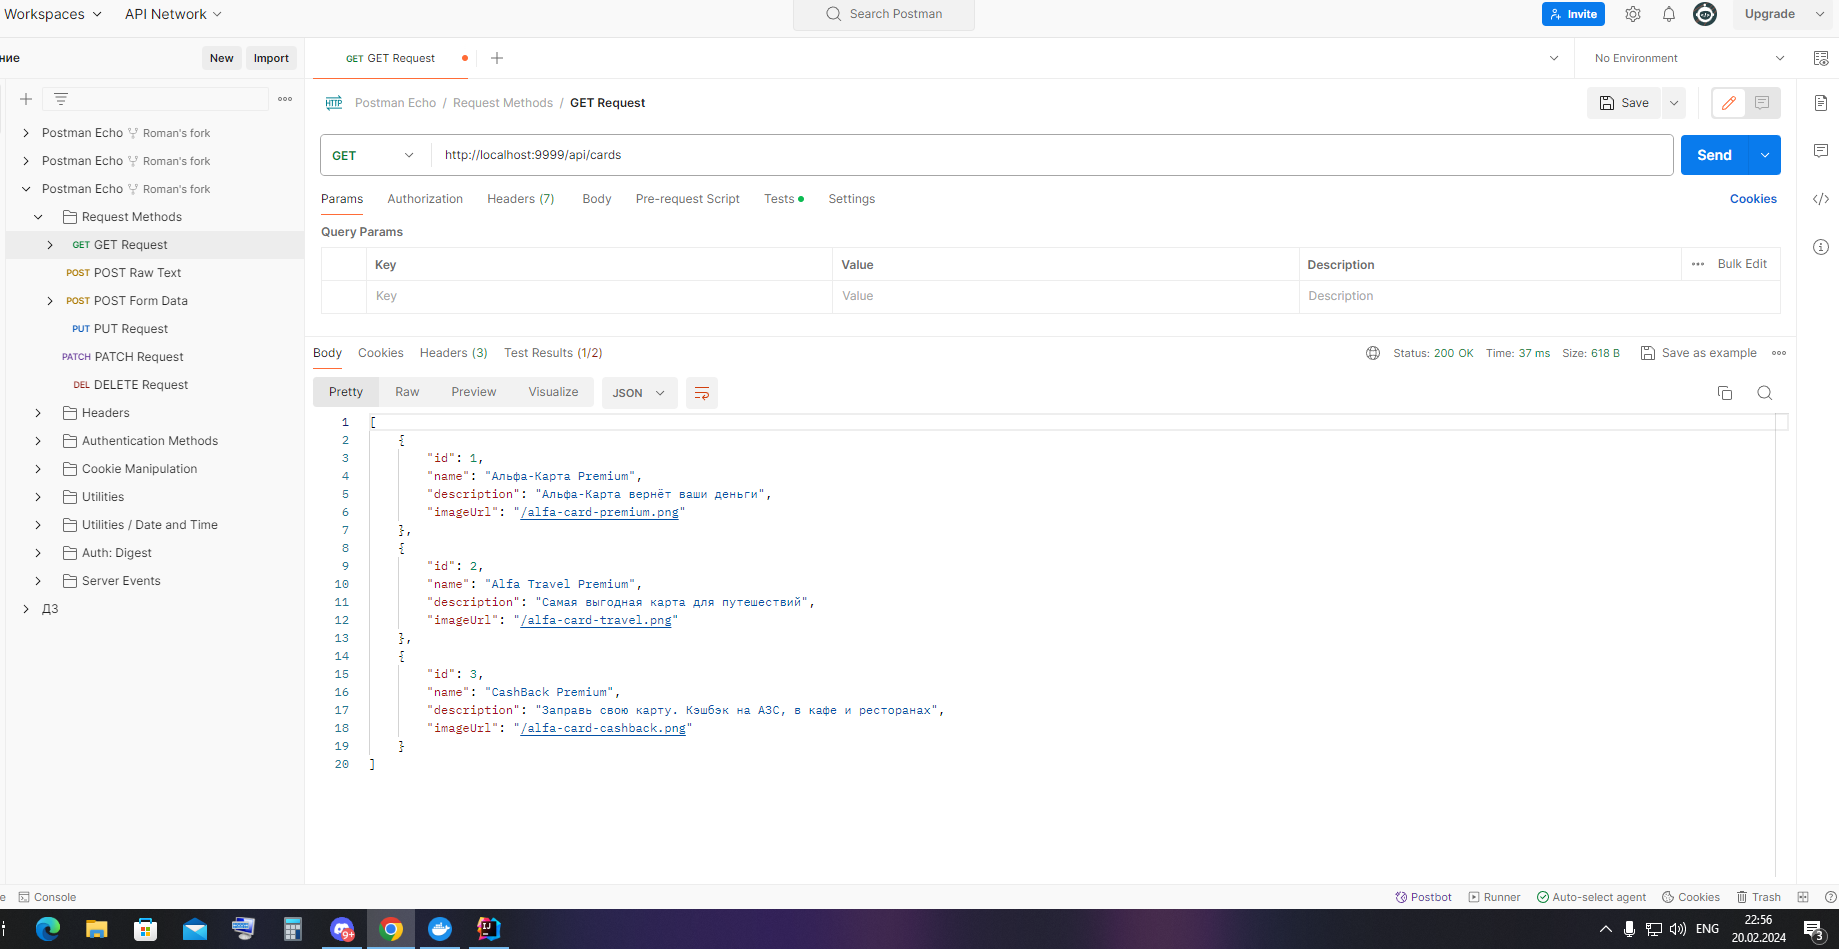 Workspaces API Network Search Postman Invite Upgrade
ние New Import GET GET Request No Environment
Postman Echo / Request Methods / GET Request Save
Postman Echo Roman's fork
Postman Echo Roman's fork
Postman Echo Roman's fork
Request Methods
GET GET Request
POST POST Raw Text
POST POST Form Data
PUT PUT Request
PATCH PATCH Request
DEL DELETE Request
Headers
Authentication Methods
Cookie Manipulation
Utilities
Utilities / Date and Time
Auth: Digest
Server Events
ДЗ
GET http://localhost:9999/api/cards Send
Params Authorization Headers (7) Body Pre-request Script Tests Settings Cookies
Query Params
Key Value Description Bulk Edit
Key Value Description
Body Cookies Headers (3) Test Results (1/2) Status: 200 OK Time: 37 ms Size: 618 B Save as example
Pretty Raw Preview Visualize JSON
1 [
2 {
3 "id": 1,
4 "name": "Альфа-Карта Premium",
5 "description": "Альфа-Карта вернёт ваши деньги",
6 "imageUrl": "/alfa-card-premium.png"
7 },
8 {
9 "id": 2,
10 "name": "Alfa Travel Premium",
11 "description": "Самая выгодная карта для путешествий",
12 "imageUrl": "/alfa-card-travel.png"
13 },
14 {
15 "id": 3,
16 "name": "CashBack Premium",
17 "description": "Заправь свою карту. Кэшбэк на АЗС, в кафе и ресторанах",
18 "imageUrl": "/alfa-card-cashback.png"
19 }
20 ]
e Console Postbot Runner Auto-select agent Cookies Trash
9+ IJ ENG 22:56
20.02.2024 3